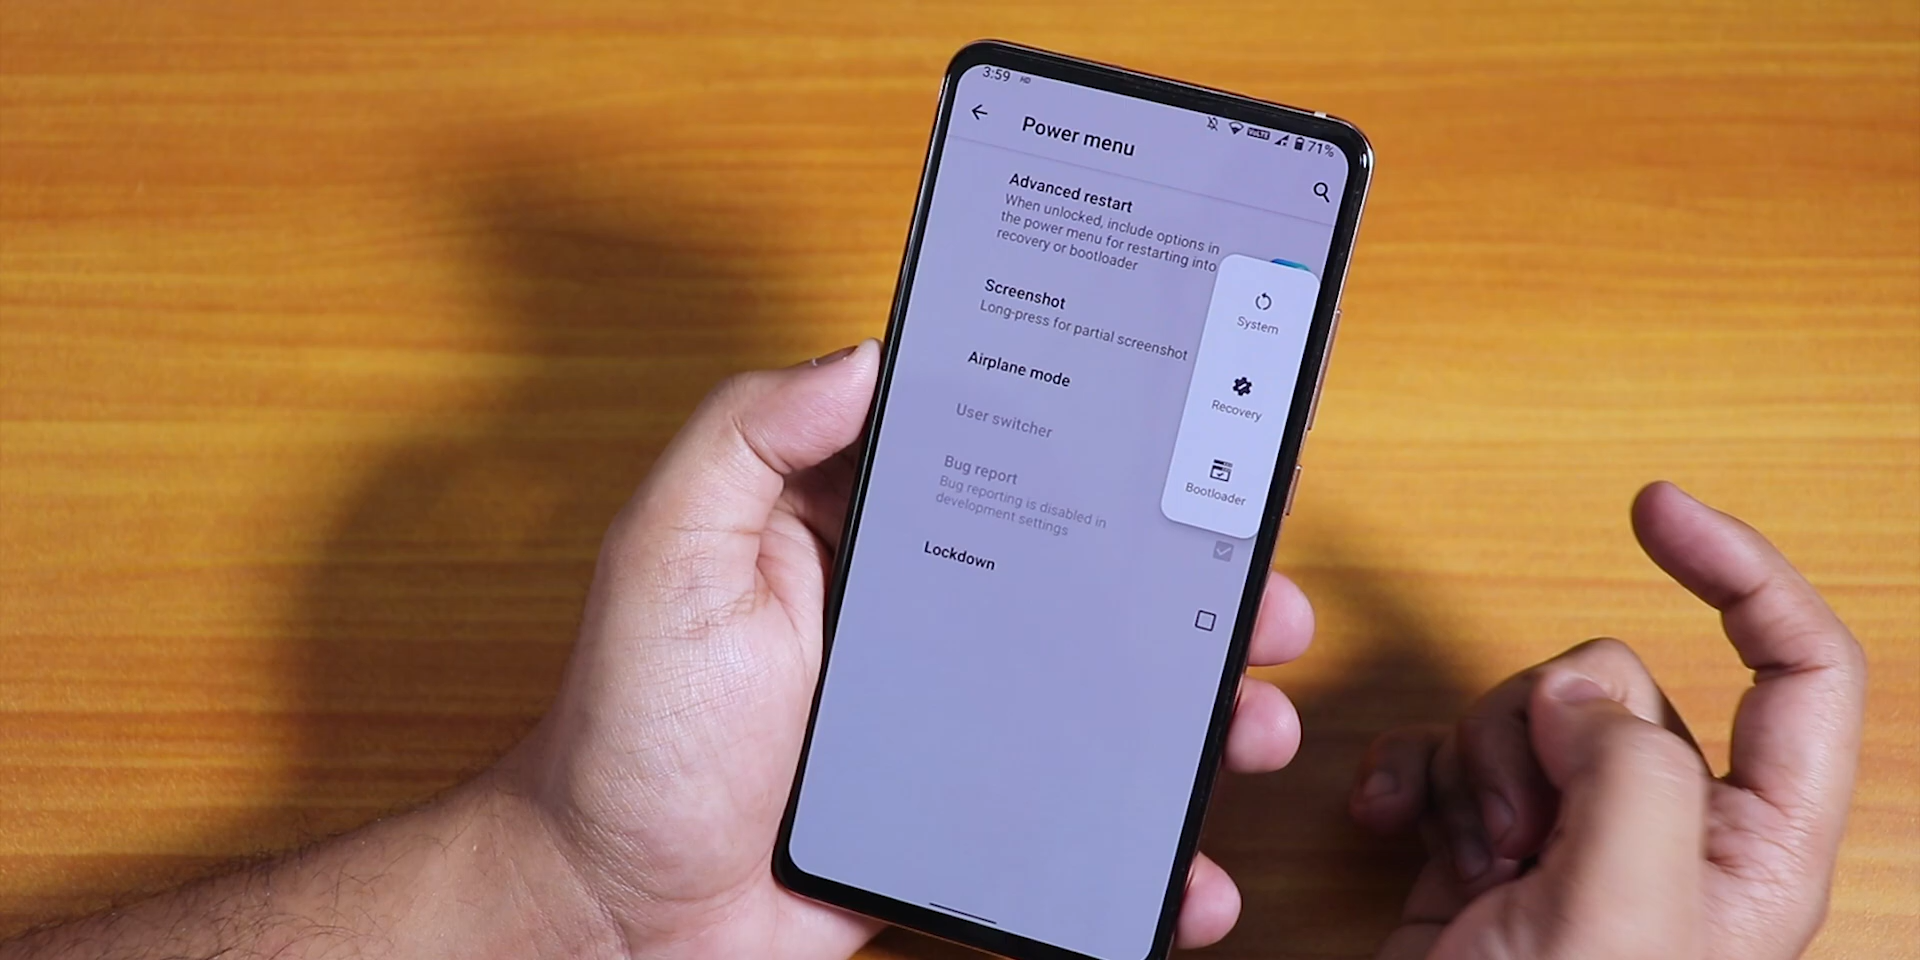 3:59 HD
VoLTE 71%
Power menu
Advanced restart
When unlocked, include options in
the power menu for restarting into
recovery or bootloader
Screenshot
Long-press for partial screenshot
Airplane mode
User switcher
Bug report
Bug reporting is disabled in
development settings
Lockdown
System
Recovery
Bootloader